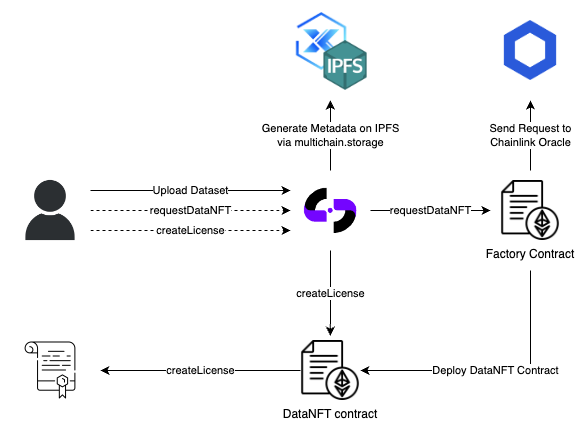 IPFS
Generate Metadata on IPFS
via multichain.storage
Send Request to
Chainlink Oracle
Upload Dataset
requestDataNFT
createLicense
requestDataNFT
Factory Contract
createLicense
createLicense
Deploy DataNFT Contract
DataNFT contract